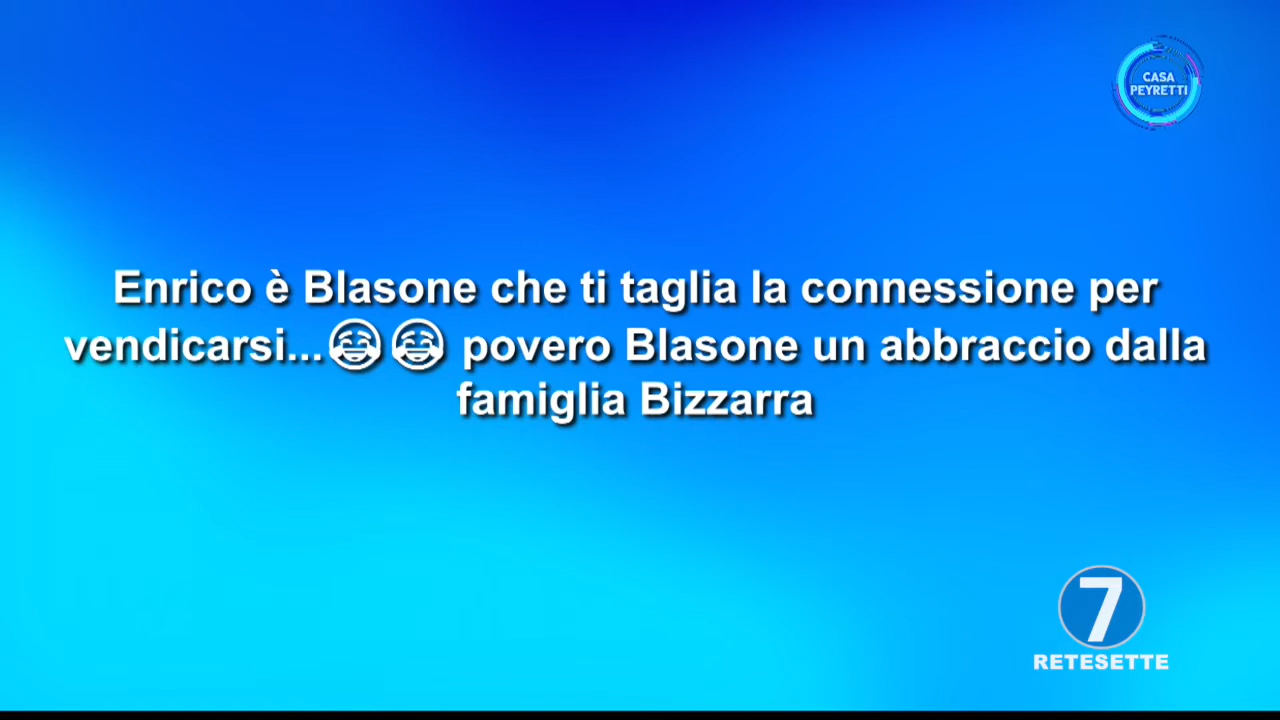 CASA
PEYRETTI
Enrico è Blasone che ti taglia la connessione per
vendicarsi...😂😂 povero Blasone un abbraccio dalla
famiglia Bizzarra
7
RETESETTE